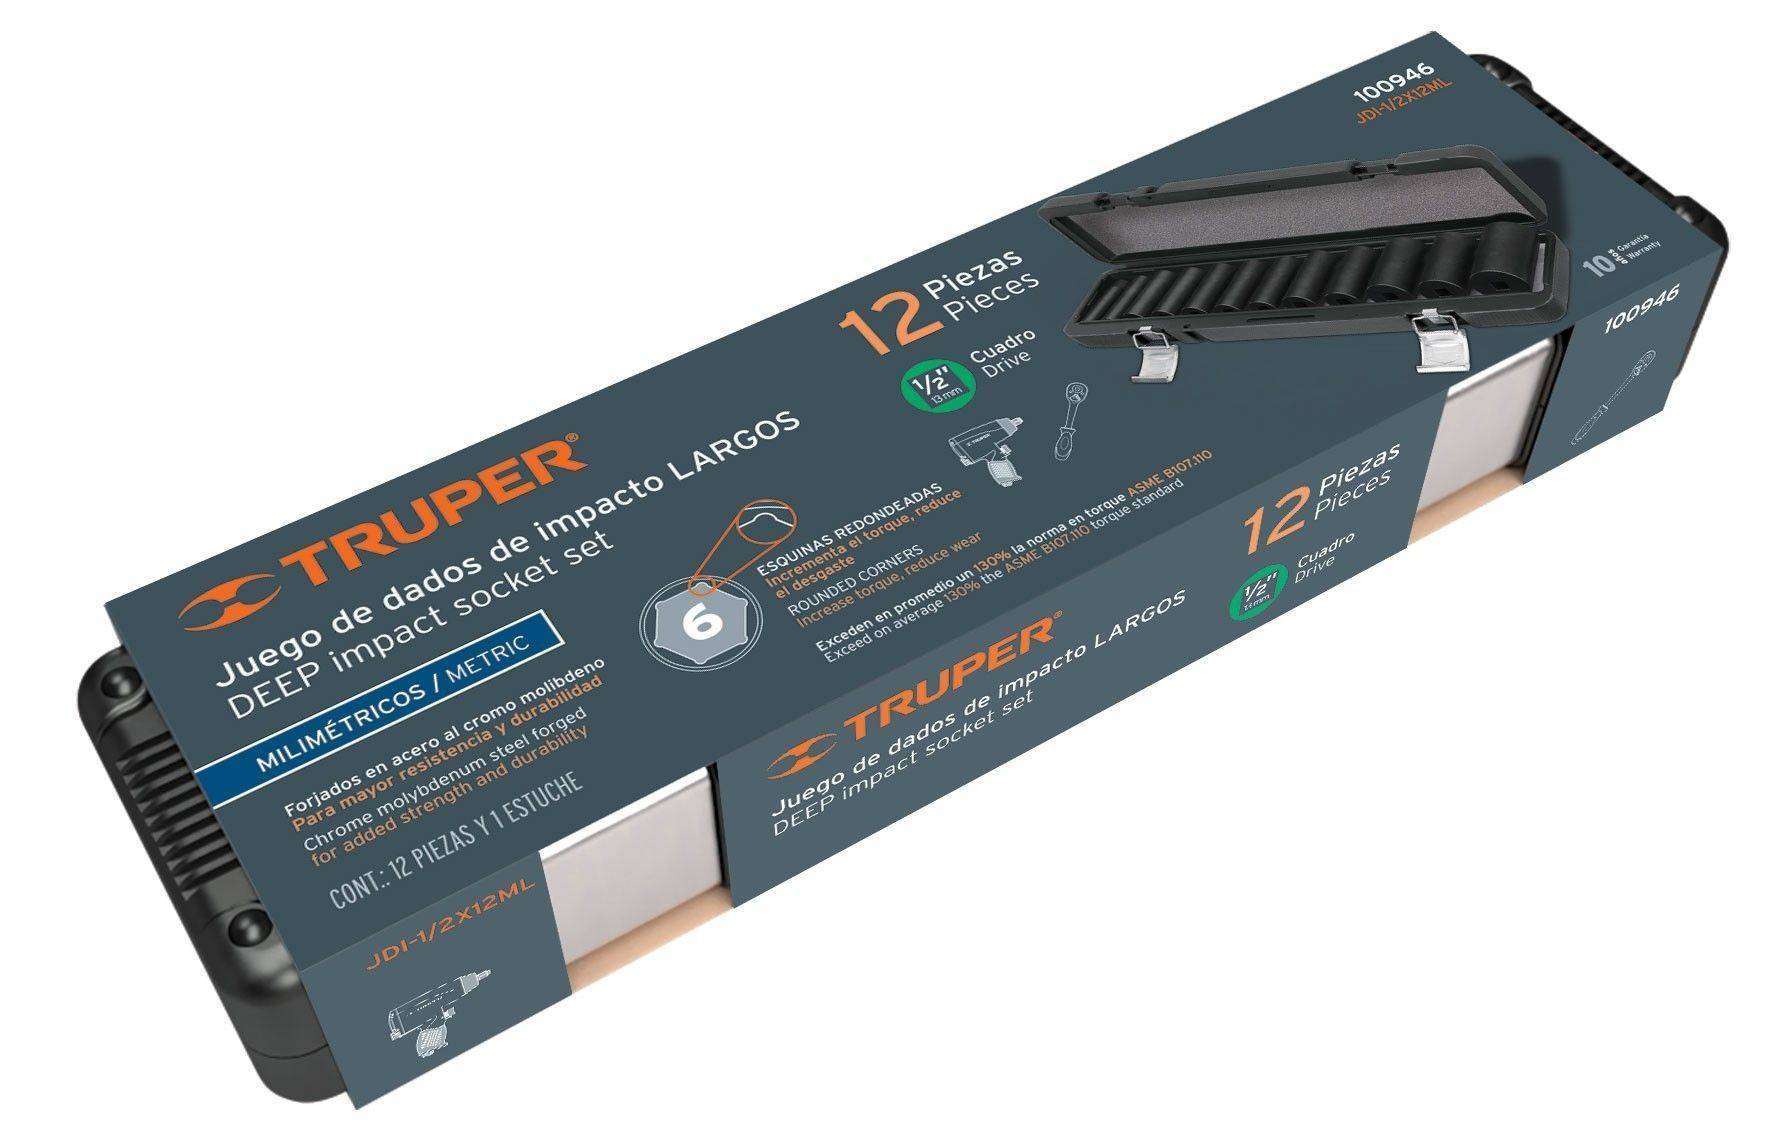 100946
JDI-1/2X12ML
TRUPER®
Juego de dados de impacto LARGOS
DEEP impact socket set
MILIMÉTRICOS / METRIC
Forjados en acero al cromo molibdeno
Para mayor resistencia y durabilidad
Chrome molybdenum steel forged
for added strength and durability
CONT.: 12 PIEZAS Y 1 ESTUCHE
12 Piezas
Pieces
1/2"
13 mm
Cuadro
Drive
TRUPER
6
ESQUINAS REDONDEADAS
Incrementa el torque, reduce
el desgaste
ROUNDED CORNERS
Increase torque, reduce wear
Exceden en promedio un 130% la norma en torque ASME B107.110
Exceed on average 130% the ASME B107.110 torque standard
10 Garantía
Warranty
JDI-1/2X12ML
TRUPER®
Juego de dados de impacto LARGOS
DEEP impact socket set
12 Piezas
Pieces
1/2"
13 mm
Cuadro
Drive
100946